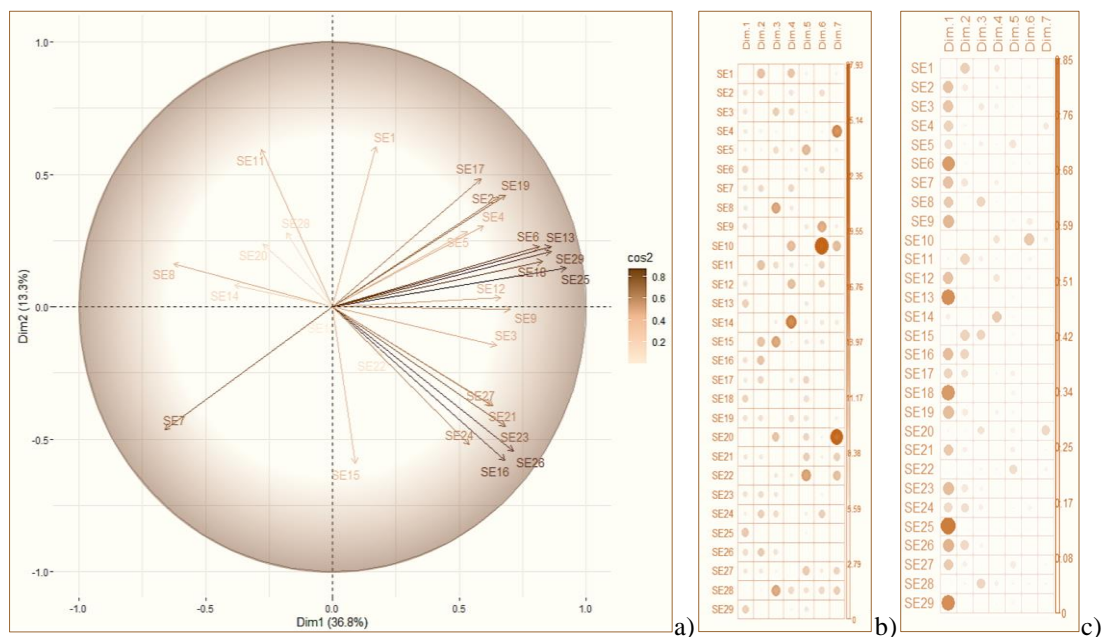 1.0
0.5
0.0
-0.5
-1.0
Dim2 (13.3%)
SE1
SE11
SE17
SE19
SE2
SE4
SE28
SE5
SE6
SE13
SE20
SE29
SE8
SE18
SE25
SE14
SE12
SE9
SE3
SE22
SE27
SE7
SE21
SE24
SE23
SE15
SE16
SE26
-1.0 -0.5 0.0 0.5 1.0
Dim1 (36.8%)
cos2
0.8
0.6
0.4
0.2
a)
Dim.1 Dim.2 Dim.3 Dim.4 Dim.5 Dim.6 Dim.7
SE1
SE2
SE3
SE4
SE5
SE6
SE7
SE8
SE9
SE10
SE11
SE12
SE13
SE14
SE15
SE16
SE17
SE18
SE19
SE20
SE21
SE22
SE23
SE24
SE25
SE26
SE27
SE28
SE29
b)
Dim.1 Dim.2 Dim.3 Dim.4 Dim.5 Dim.6 Dim.7
SE1
SE2
SE3
SE4
SE5
SE6
SE7
SE8
SE9
SE10
SE11
SE12
SE13
SE14
SE15
SE16
SE17
SE18
SE19
SE20
SE21
SE22
SE23
SE24
SE25
SE26
SE27
SE28
SE29
0.85
0.68
0.59
0.51
0.42
0.34
0.25
0.17
0.08
0
c)